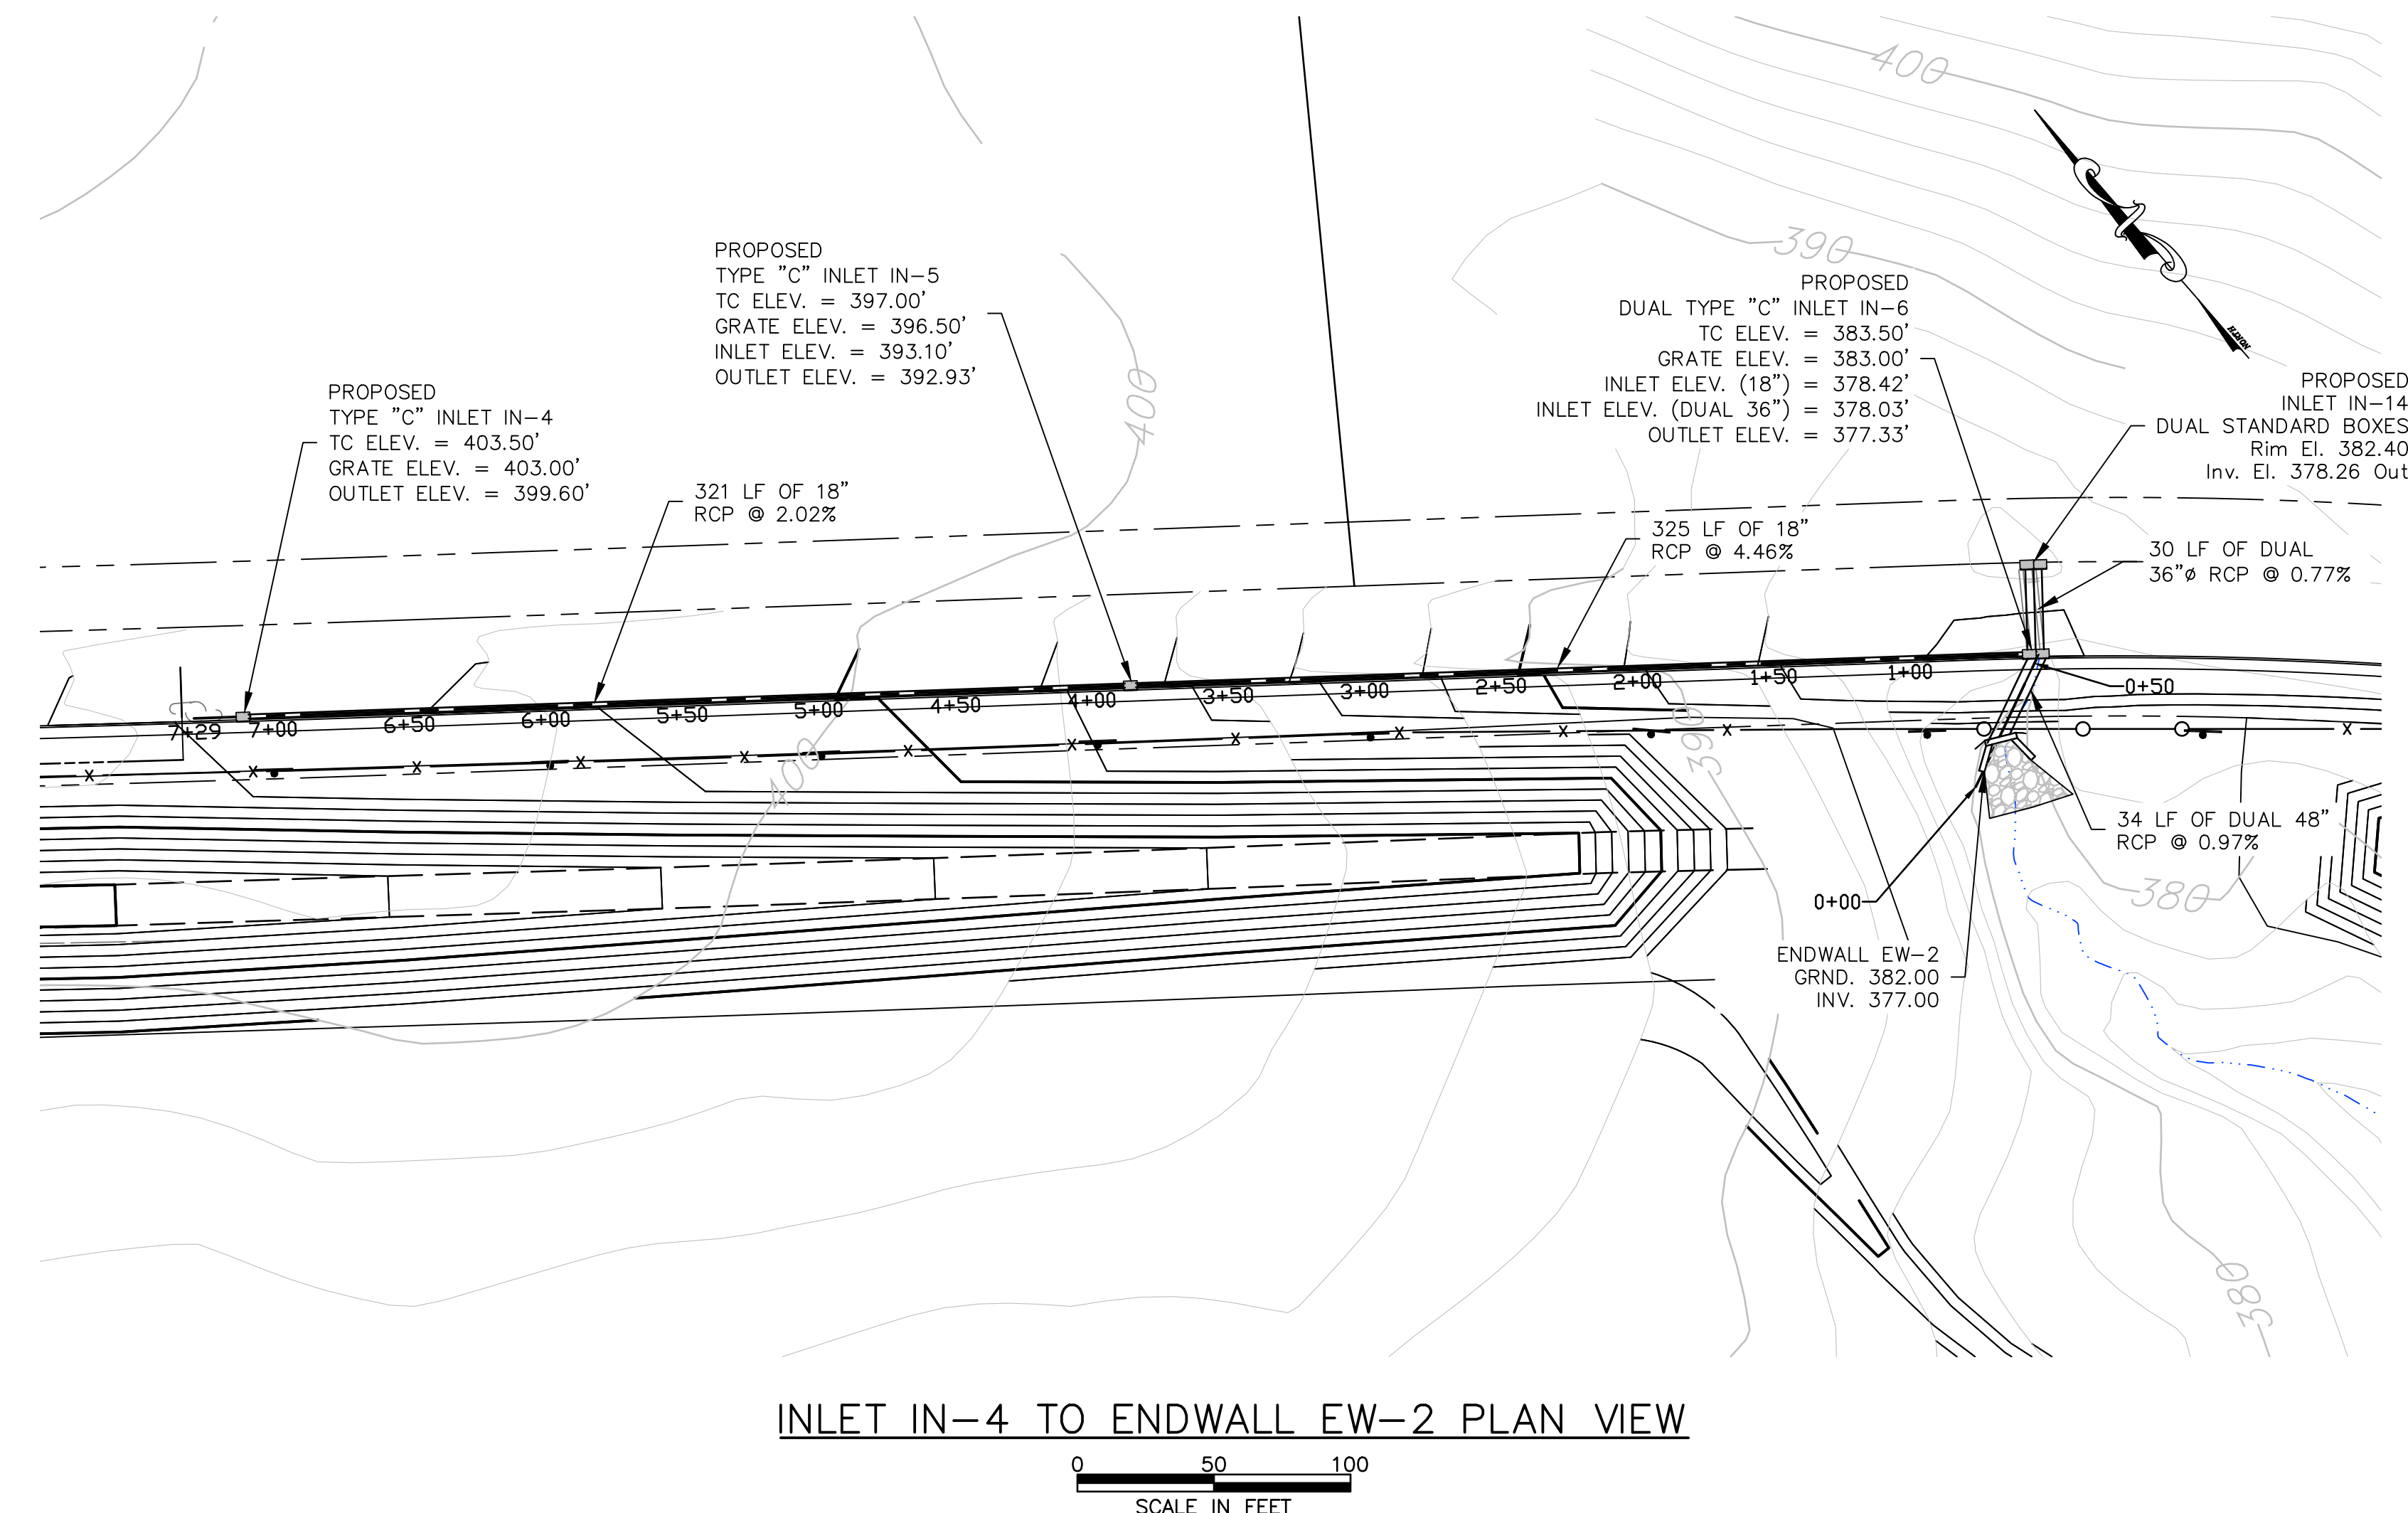 400
390
PROPOSED
TYPE "C" INLET IN-5
TC ELEV. = 397.00'
GRATE ELEV. = 396.50'
INLET ELEV. = 393.10'
OUTLET ELEV. = 392.93'
PROPOSED
DUAL TYPE "C" INLET IN-6
TC ELEV. = 383.50'
GRATE ELEV. = 383.00'
INLET ELEV. (18") = 378.42'
INLET ELEV. (DUAL 36") = 378.03'
OUTLET ELEV. = 377.33'
NORTH
PROPOSED
INLET IN-14
DUAL STANDARD BOXES
Rim El. 382.40
Inv. El. 378.26 Out
PROPOSED
TYPE "C" INLET IN-4
TC ELEV. = 403.50'
GRATE ELEV. = 403.00'
OUTLET ELEV. = 399.60'
400
321 LF OF 18"
RCP @ 2.02%
325 LF OF 18"
RCP @ 4.46%
30 LF OF DUAL
36"ø RCP @ 0.77%
7+29
7+00
6+50
6+00
5+50
5+00
4+50
4+00
3+50
3+00
2+50
2+00
1+50
1+00
0+50
X
X
X
X
X
X
X
X
X
X
X
X
400
390
34 LF OF DUAL 48"
RCP @ 0.97%
0+00
380
ENDWALL EW-2
GRND. 382.00
INV. 377.00
380
INLET IN-4 TO ENDWALL EW-2 PLAN VIEW
0 50 100
SCALE IN FEET